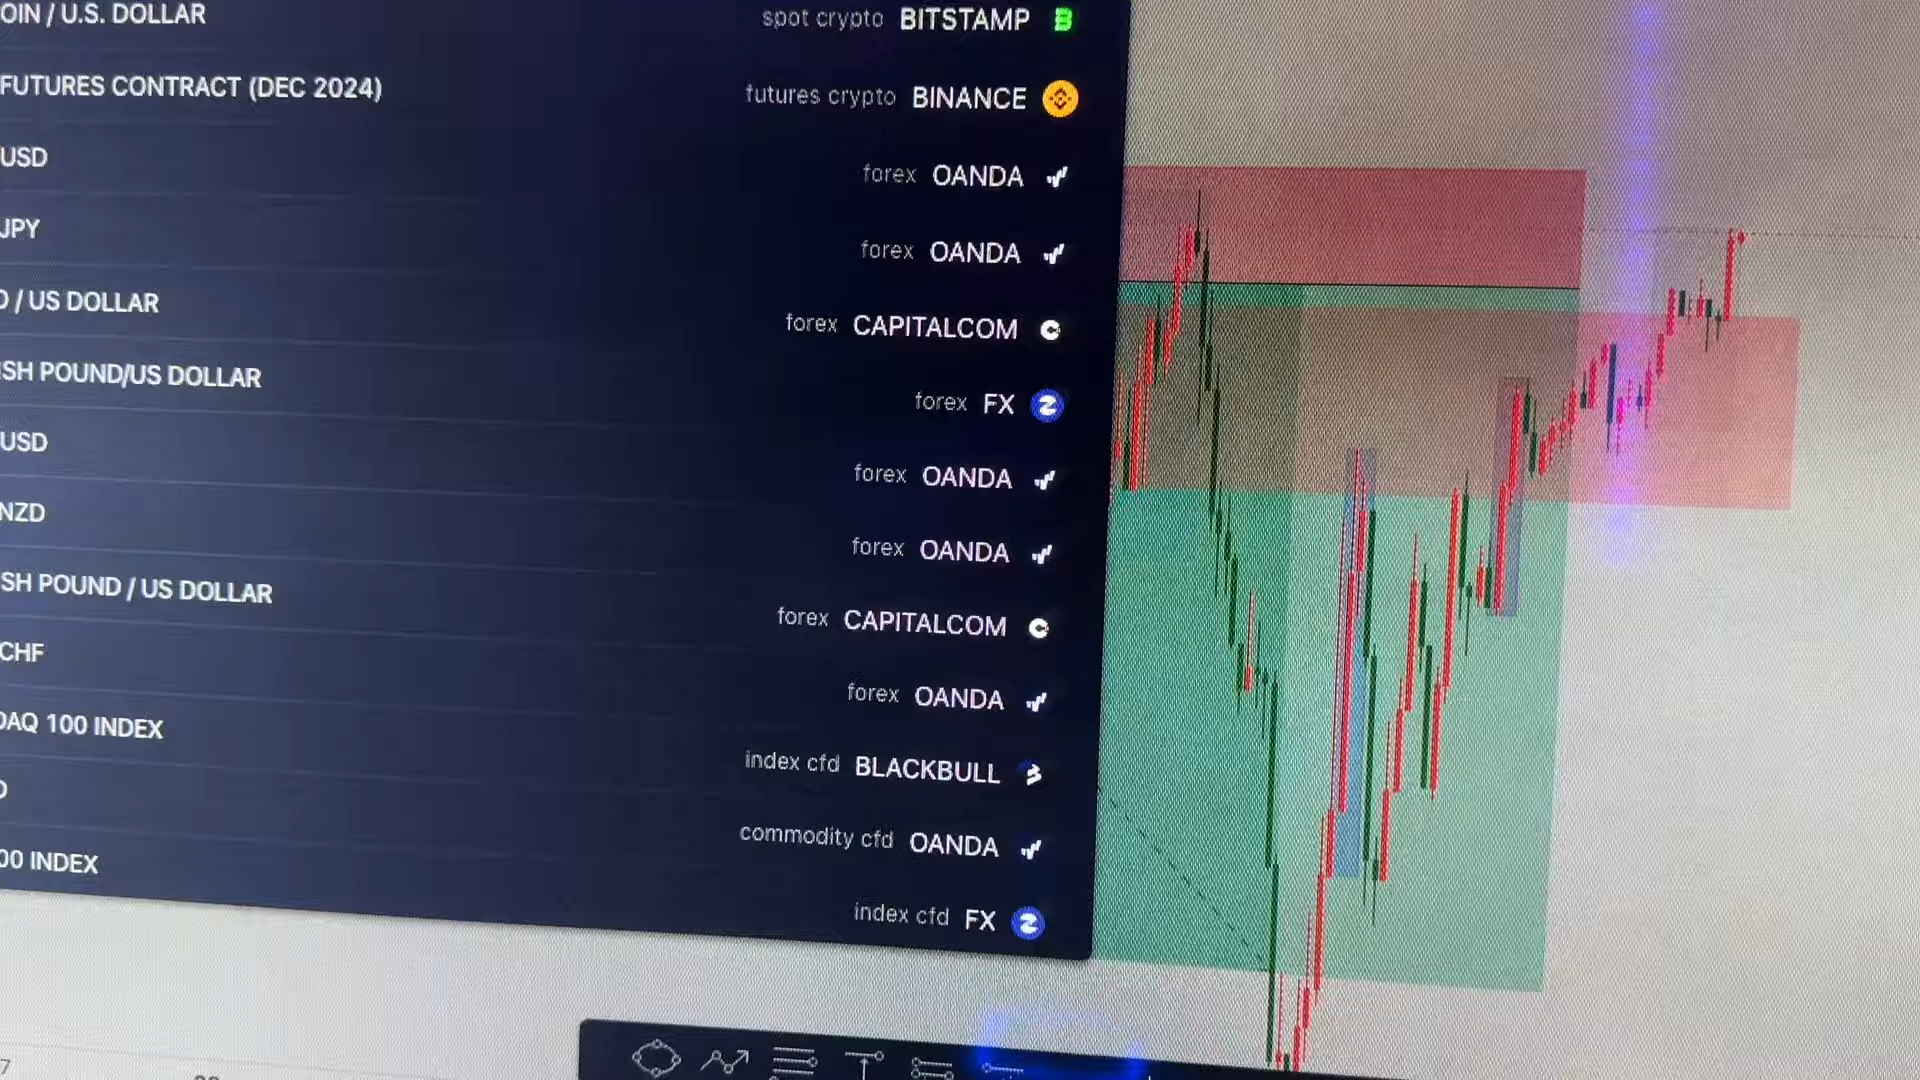 OIN / U.S. DOLLAR spot crypto BITSTAMP
FUTURES CONTRACT (DEC 2024) futures crypto BINANCE
USD forex OANDA
JPY forex OANDA
D / US DOLLAR forex CAPITALCOM
ISH POUND/US DOLLAR forex FX
USD forex OANDA
NZD forex OANDA
SH POUND / US DOLLAR forex CAPITALCOM
CHF forex OANDA
DAQ 100 INDEX index cfd BLACKBULL
D commodity cfd OANDA
00 INDEX index cfd FX
7